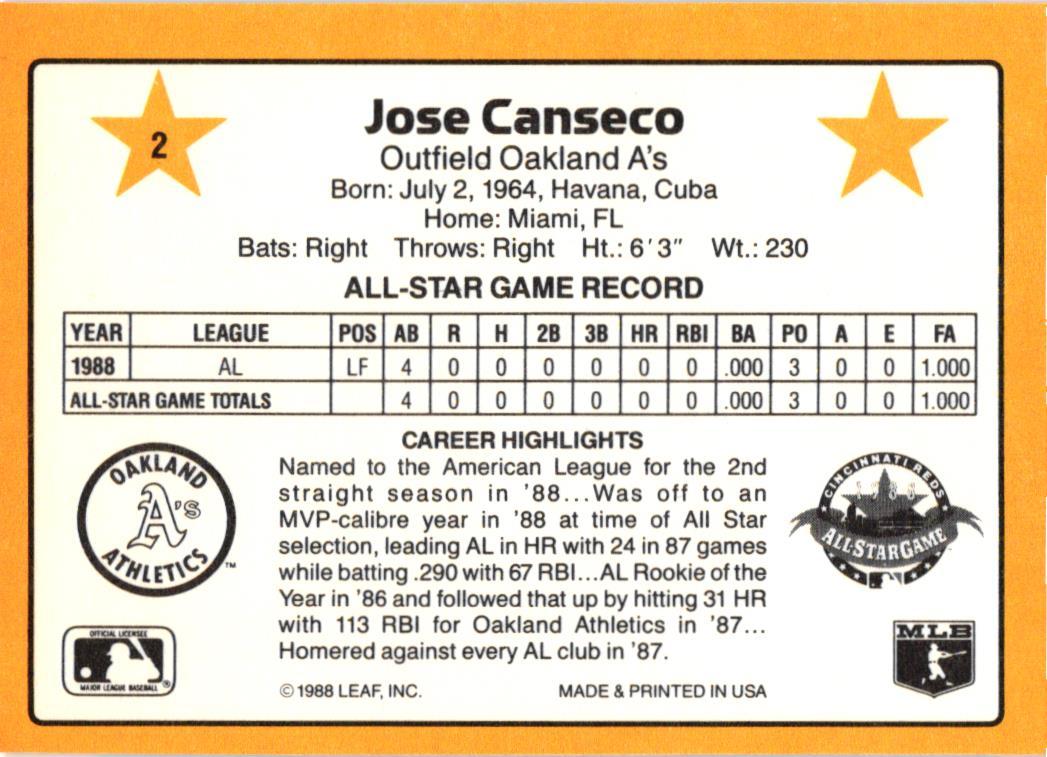 2
Jose Canseco
Outfield Oakland A's
Born: July 2, 1964, Havana, Cuba
Home: Miami, FL
Bats: Right Throws: Right Ht.: 6'3" Wt.: 230
ALL-STAR GAME RECORD
YEAR LEAGUE POS AB R H 2B 3B HR RBI BA PO A E FA
1988 AL LF 4 0 0 0 0 0 0 .000 3 0 0 1.000
ALL-STAR GAME TOTALS 4 0 0 0 0 0 0 .000 3 0 0 1.000
CAREER HIGHLIGHTS
Named to the American League for the 2nd
straight season in '88...Was off to an
MVP-calibre year in '88 at time of All Star
selection, leading AL in HR with 24 in 87 games
while batting .290 with 67 RBI...AL Rookie of the
Year in '86 and followed that up by hitting 31 HR
with 113 RBI for Oakland Athletics in '87...
Homered against every AL club in '87.
OAKLAND
A's
ATHLETICS
TM
CINCINNATI REDS
1988
ALL-STAR GAME
OFFICIAL LICENSEE
MAJOR LEAGUE BASEBALL
®
MLB
©1988 LEAF, INC. MADE & PRINTED IN USA